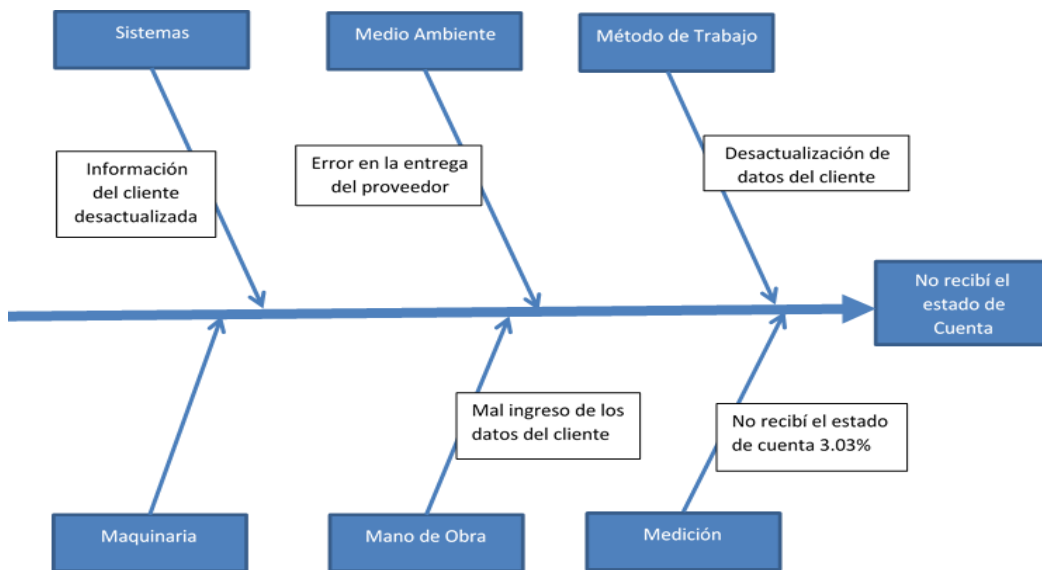 Sistemas
Medio Ambiente
Método de Trabajo
Información
del cliente
desactualizada
Error en la entrega
del proveedor
Desactualización de
datos del cliente
No recibí el
estado de
Cuenta
Mal ingreso de los
datos del cliente
No recibí el estado
de cuenta 3.03%
Maquinaria
Mano de Obra
Medición